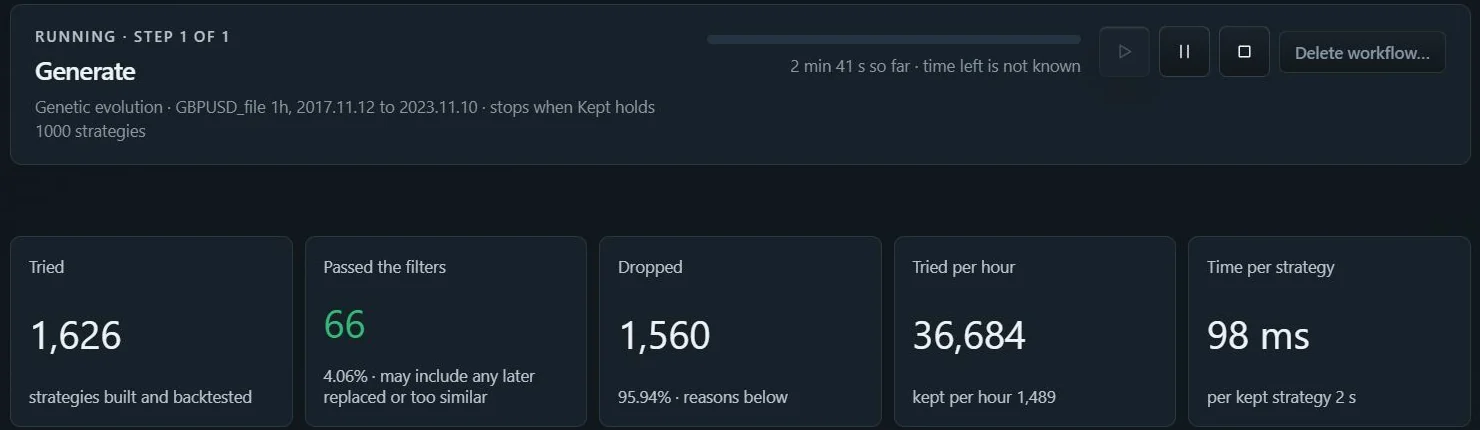 RUNNING · STEP 1 OF 1
Generate
Genetic evolution · GBPUSD_file 1h, 2017.11.12 to 2023.11.10 · stops when Kept holds
1000 strategies
2 min 41 s so far · time left is not known
Delete workflow...
Tried
1,626
strategies built and backtested
Passed the filters
66
4.06% · may include any later
replaced or too similar
Dropped
1,560
95.94% · reasons below
Tried per hour
36,684
kept per hour 1,489
Time per strategy
98 ms
per kept strategy 2 s